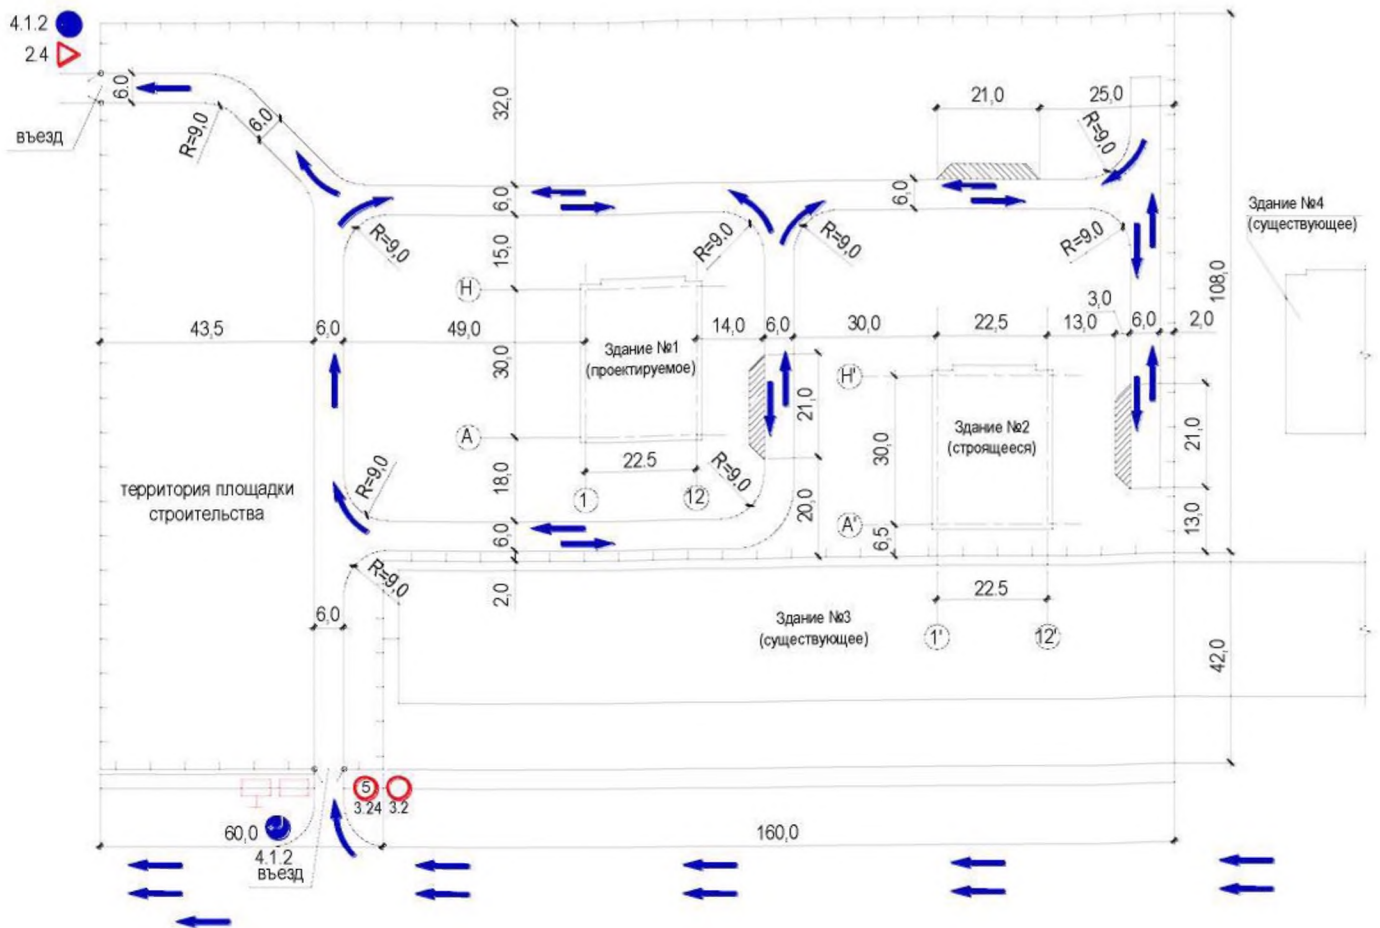 4.1.2
2.4
въезд
6.0
R=9,0
6.0
32,0
21,0
25,0
R=9.0
6,0
6,0
15,0
R=9,0
R=9.0
R=9,0
R=9.0
Здание №4
(существующее)
108,0
Н
43.5
6,0
49,0
30,0
Здание №1
(проектируемое)
14,0
6,0
30,0
22,5
13,0
3,0
6,0
2,0
Н'
21,0
А
22.5
1
12
18,0
R=9,0
R=9.0
20,0
30,0
Здание №2
(строящееся)
21,0
13,0
территория площадки
строительства
А'
6,5
6,0
2,0
R=9,0
6,0
22.5
1'
12'
Здание №3
(существующее)
42,0
5
3.24
3.2
60,0
4.1.2
въезд
160,0